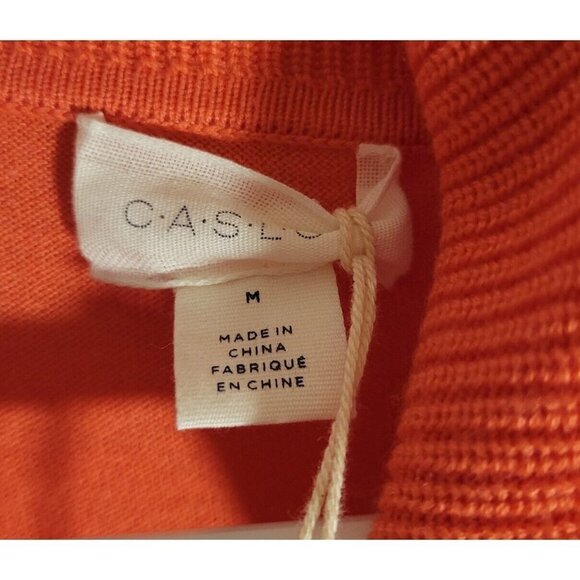 C·A·S·L·O
M
MADE IN
CHINA
FABRIQUÉ
EN CHINE